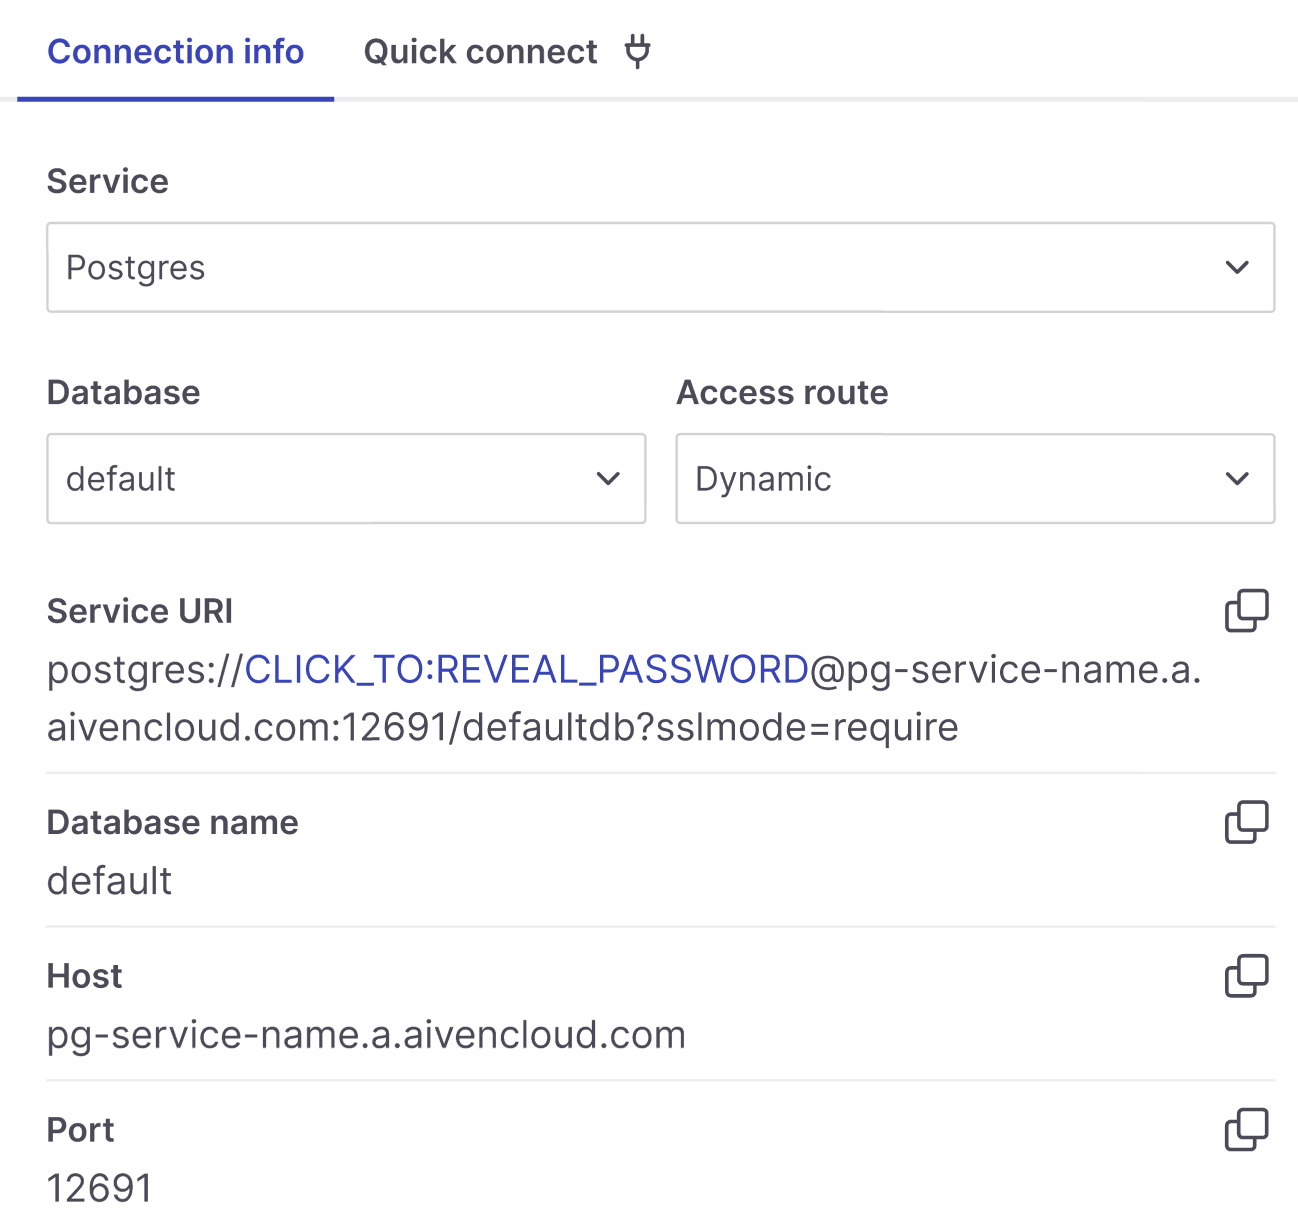 Connection info Quick connect
Service
Postgres
Database Access route
default Dynamic
Service URI
postgres://CLICK_TO:REVEAL_PASSWORD@pg-service-name.a.
aivencloud.com:12691/defaultdb?sslmode=require
Database name
default
Host
pg-service-name.a.aivencloud.com
Port
12691